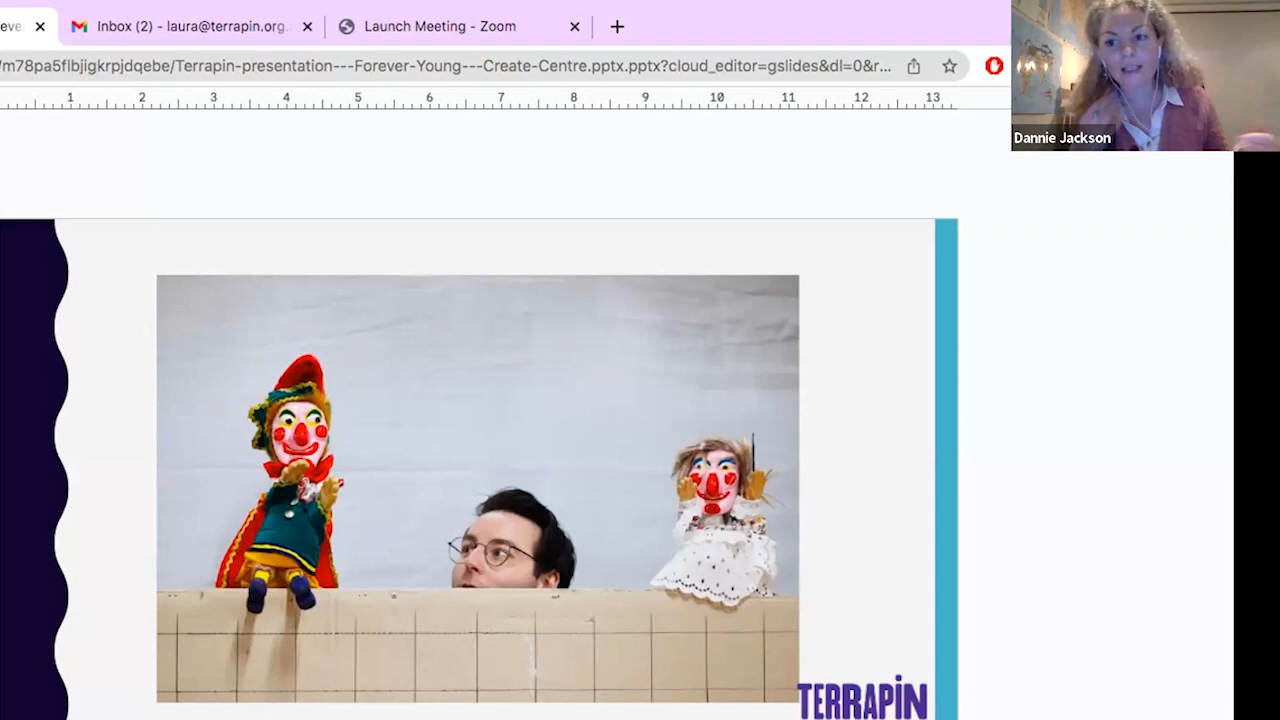 eve
Inbox (2) - laura@terrapin.org.
Launch Meeting - Zoom
/m78pa5flbjigkrpjdqebe/Terrapin-presentation---Forever-Young---Create-Centre.pptx.pptx?cloud_editor=gslides&dl=0&r...
1 2 3 4 5 6 7 8 9 10 11 12 13
Dannie Jackson
TERRAPIN